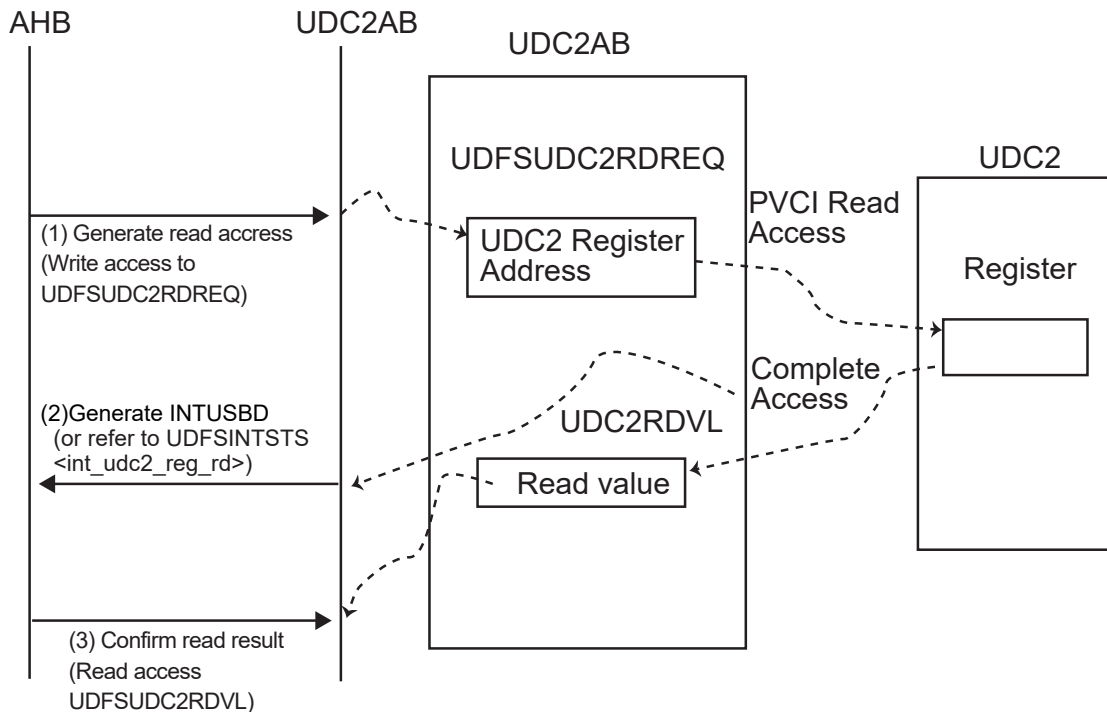 AHB
UDC2AB
UDC2AB
UDC2
UDFSUDC2RDREQ
PVCI Read
Access
(1) Generate read accress
(Write access to
UDFSUDC2RDREQ)
UDC2 Register
Address
Register
Complete
Access
(2)Generate INTUSBD
(or refer to UDFSINTSTS
<int_udc2_reg_rd>)
UDC2RDVL
Read value
(3) Confirm read result
(Read access
UDFSUDC2RDVL)